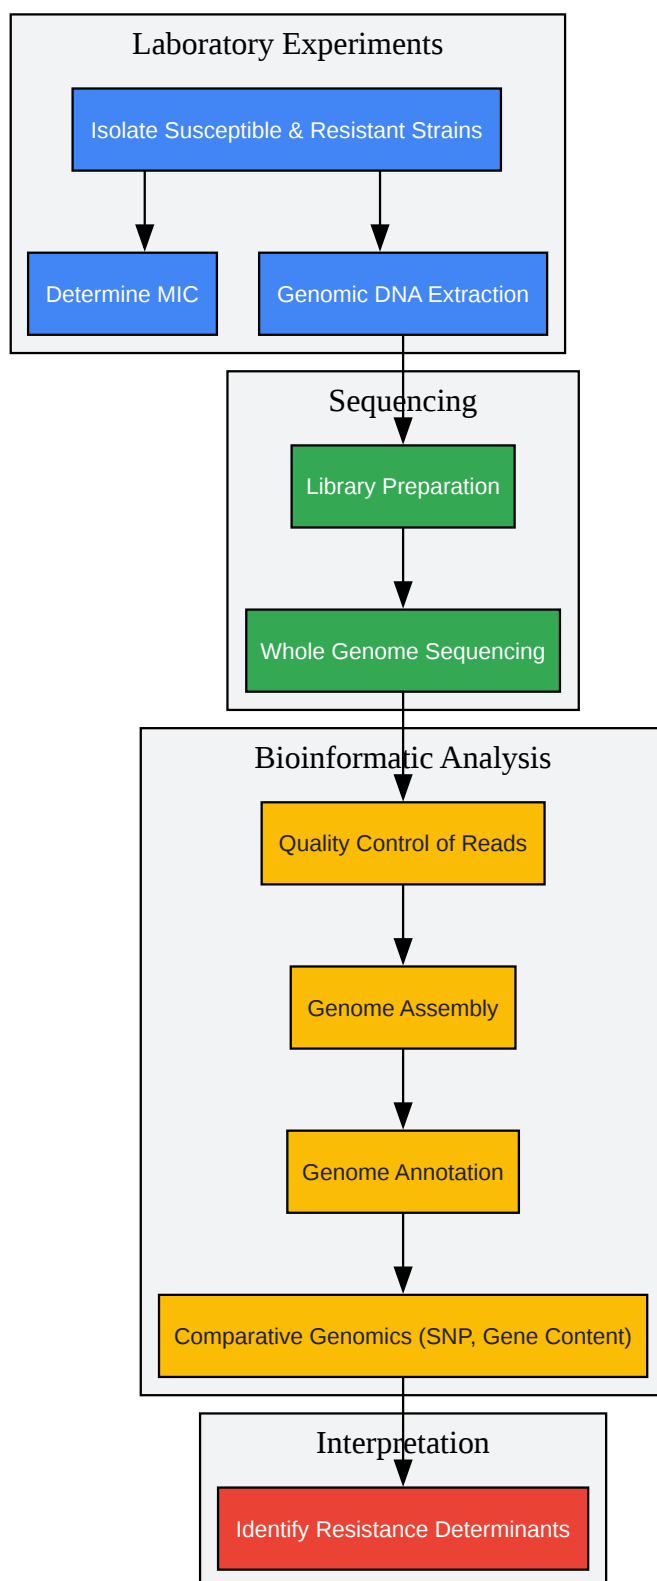 Laboratory Experiments
Isolate Susceptible & Resistant Strains
Determine MIC
Genomic DNA Extraction
Sequencing
Library Preparation
Whole Genome Sequencing
Bioinformatic Analysis
Quality Control of Reads
Genome Assembly
Genome Annotation
Comparative Genomics (SNP, Gene Content)
Interpretation
Identify Resistance Determinants